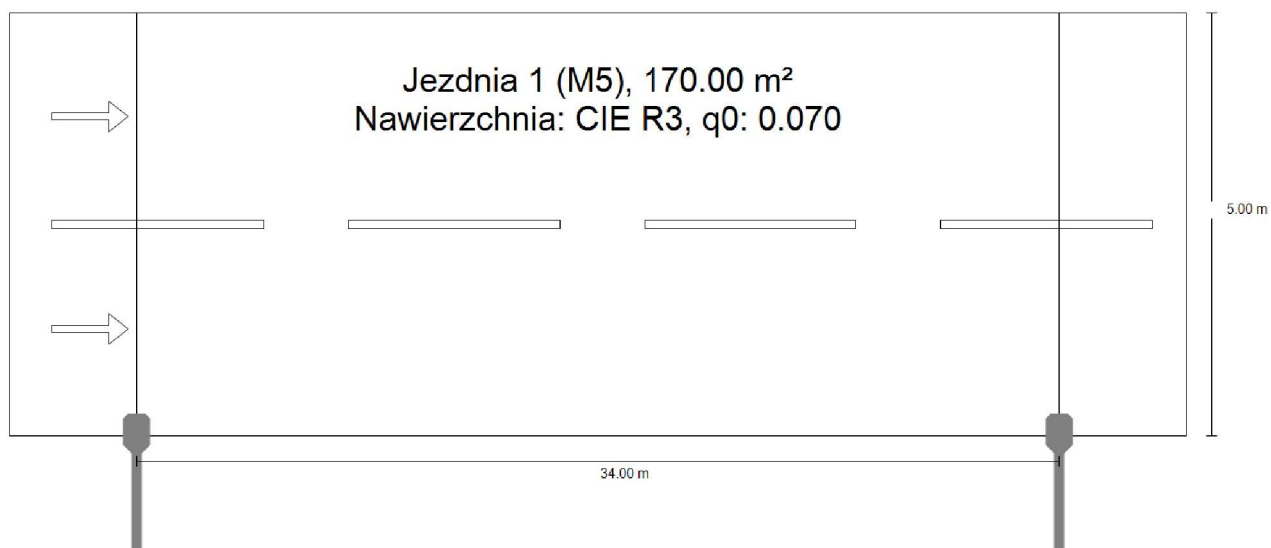 Jezdnia 1 (M5), 170.00 m²
Nawierzchnia: CIE R3, q0: 0.070
5.00 m
34.00 m